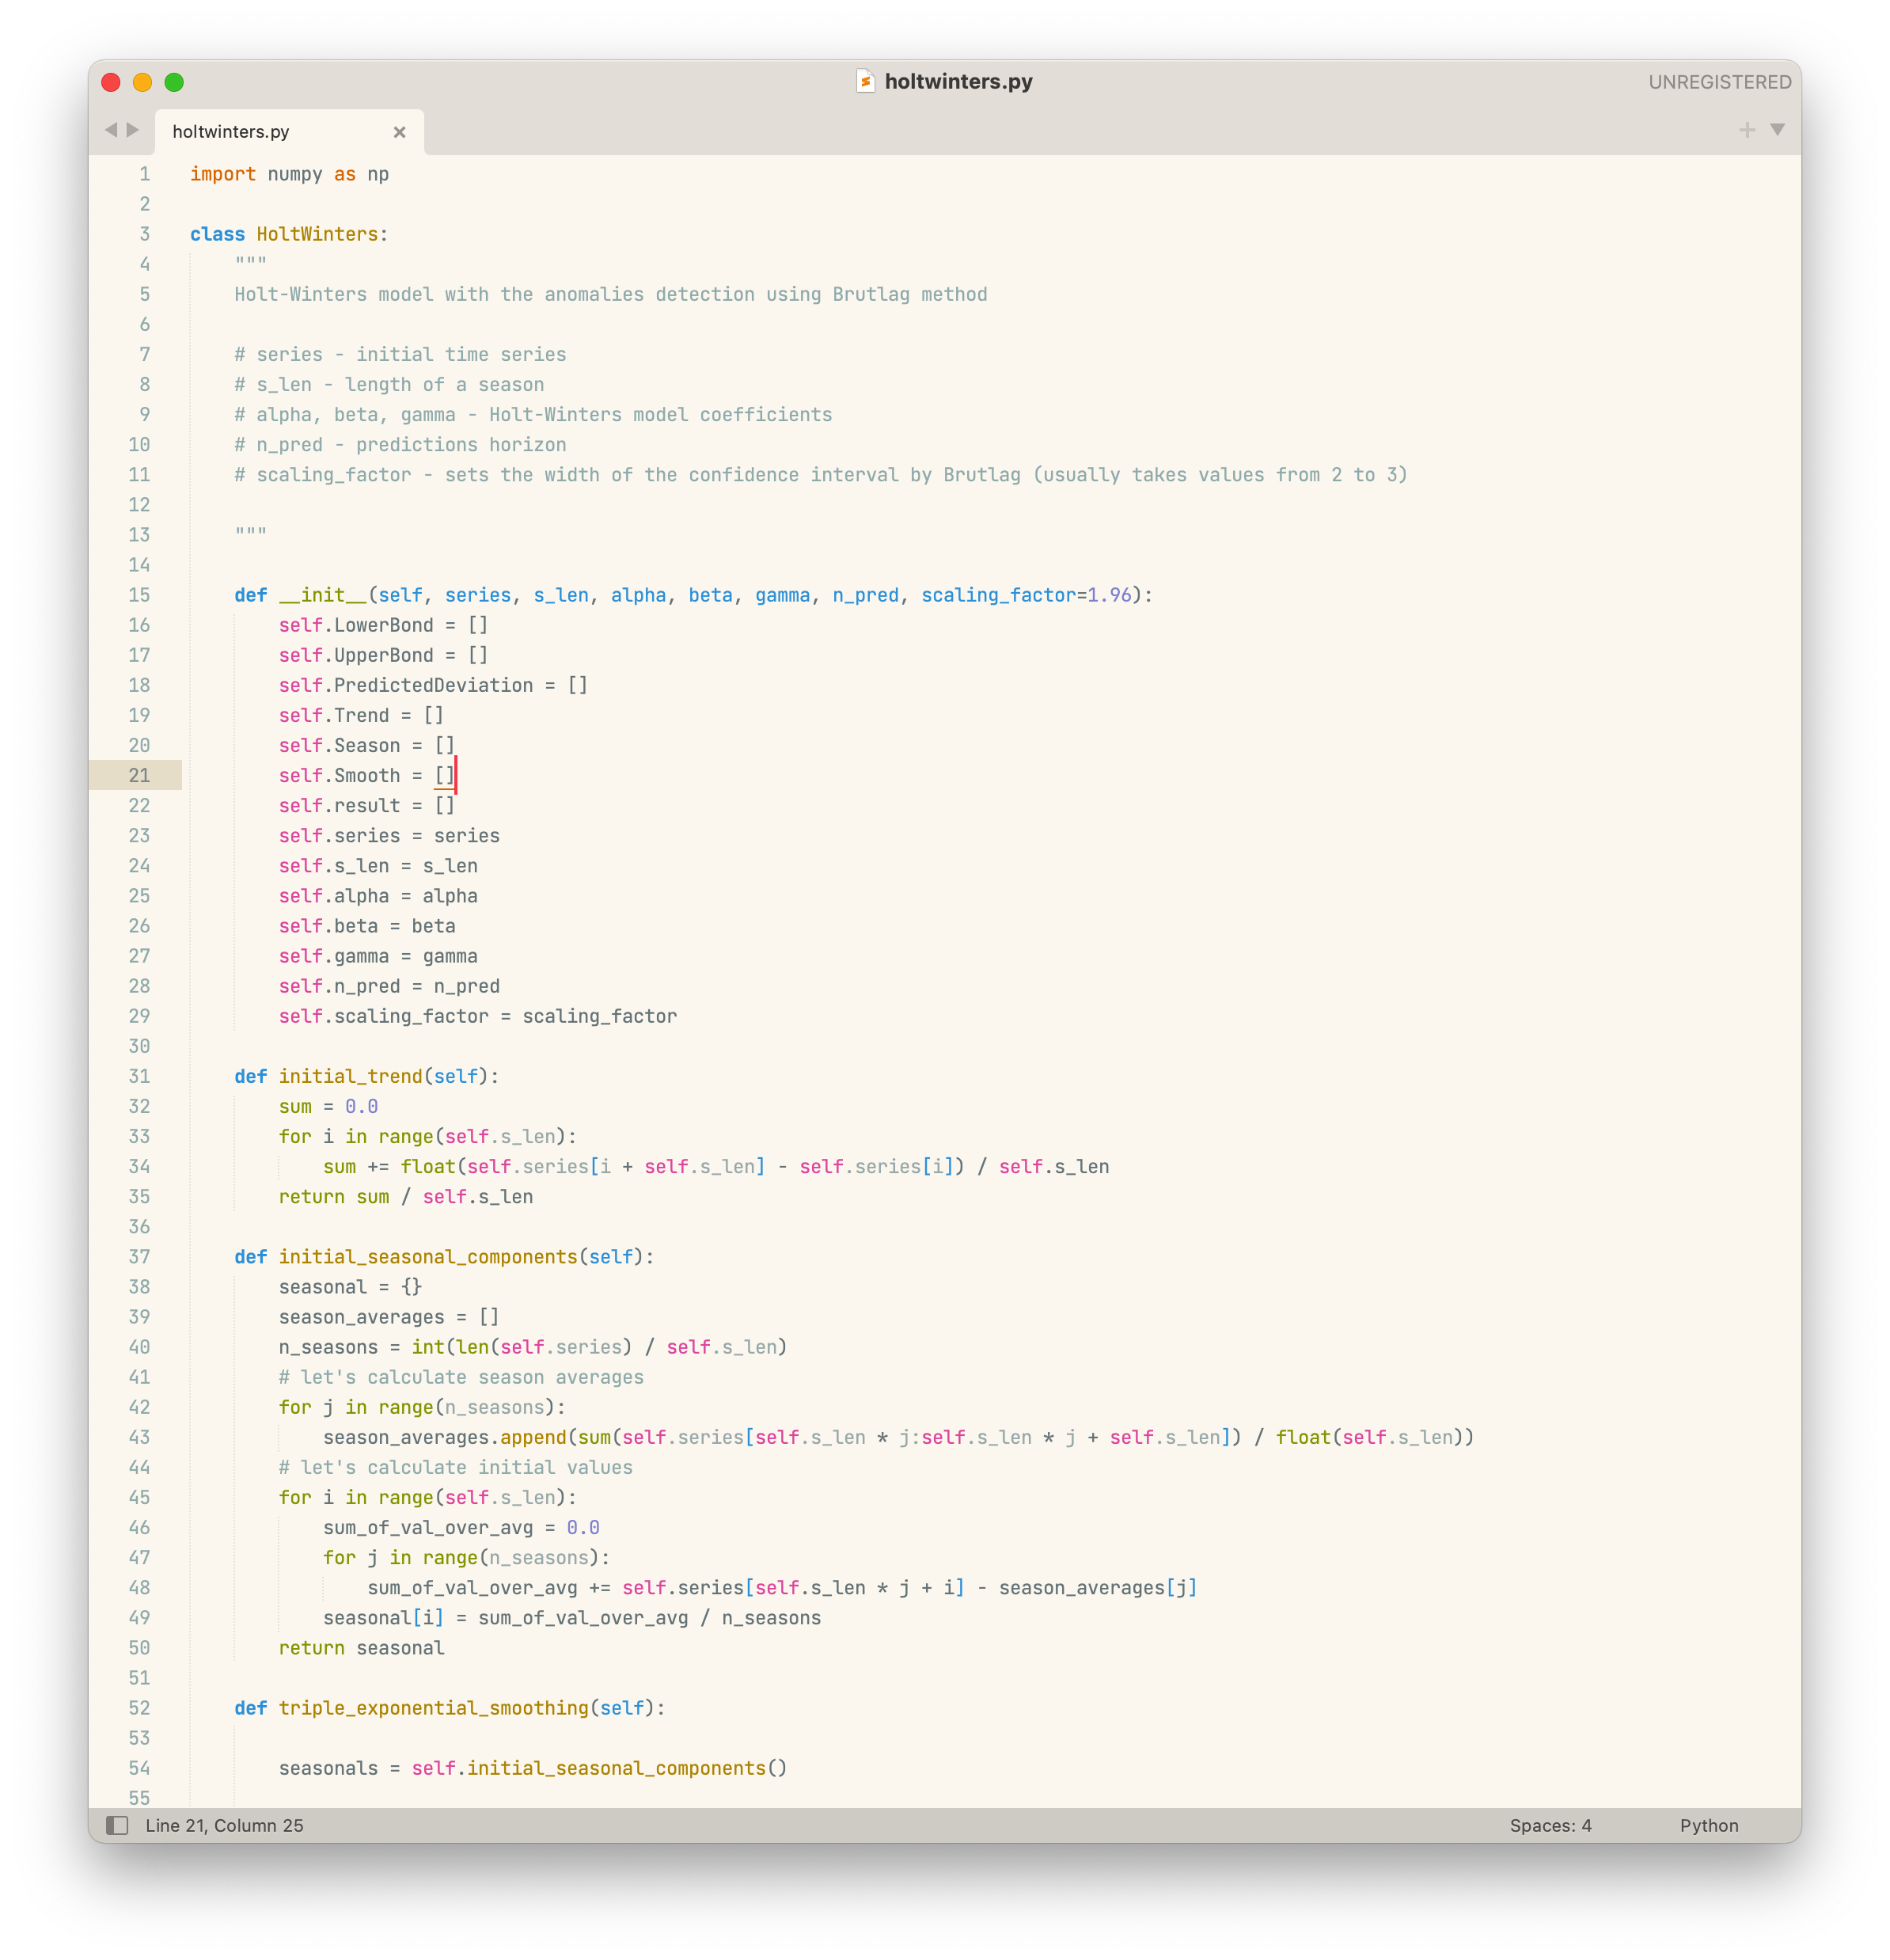 holtwinters.py
UNREGISTERED
holtwinters.py
1 import numpy as np
2
3 class HoltWinters:
4     """
5     Holt-Winters model with the anomalies detection using Brutlag method
6
7     # series - initial time series
8     # s_len - length of a season
9     # alpha, beta, gamma - Holt-Winters model coefficients
10     # n_pred - predictions horizon
11     # scaling_factor - sets the width of the confidence interval by Brutlag (usually takes values from 2 to 3)
12
13     """
14
15     def __init__(self, series, s_len, alpha, beta, gamma, n_pred, scaling_factor=1.96):
16         self.LowerBond = []
17         self.UpperBond = []
18         self.PredictedDeviation = []
19         self.Trend = []
20         self.Season = []
21         self.Smooth = []
22         self.result = []
23         self.series = series
24         self.s_len = s_len
25         self.alpha = alpha
26         self.beta = beta
27         self.gamma = gamma
28         self.n_pred = n_pred
29         self.scaling_factor = scaling_factor
30
31     def initial_trend(self):
32         sum = 0.0
33         for i in range(self.s_len):
34             sum += float(self.series[i + self.s_len] - self.series[i]) / self.s_len
35         return sum / self.s_len
36
37     def initial_seasonal_components(self):
38         seasonal = {}
39         season_averages = []
40         n_seasons = int(len(self.series) / self.s_len)
41         # let's calculate season averages
42         for j in range(n_seasons):
43             season_averages.append(sum(self.series[self.s_len * j:self.s_len * j + self.s_len]) / float(self.s_len))
44         # let's calculate initial values
45         for i in range(self.s_len):
46             sum_of_val_over_avg = 0.0
47             for j in range(n_seasons):
48                 sum_of_val_over_avg += self.series[self.s_len * j + i] - season_averages[j]
49             seasonal[i] = sum_of_val_over_avg / n_seasons
50         return seasonal
51
52     def triple_exponential_smoothing(self):
53
54         seasonals = self.initial_seasonal_components()
55
Line 21, Column 25
Spaces: 4
Python